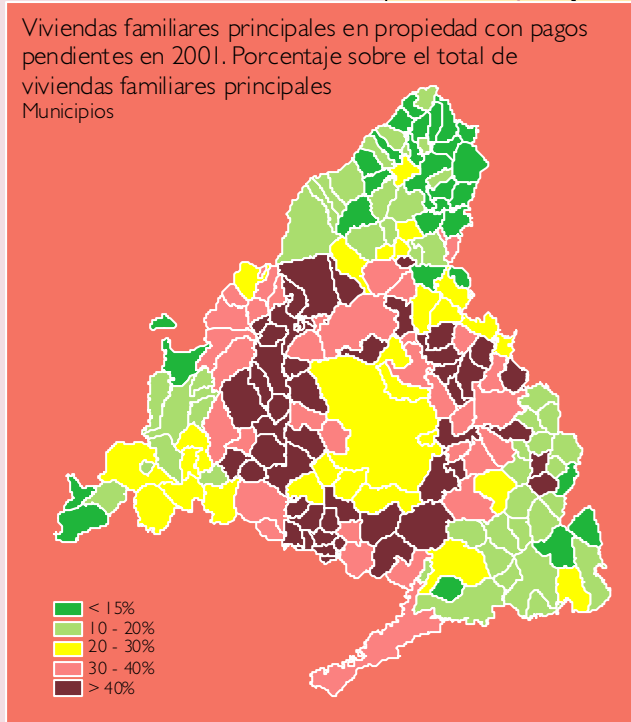 Viviendas familiares principales en propiedad con pagos
pendientes en 2001. Porcentaje sobre el total de
viviendas familiares principales
Municipios
< 15%
10 - 20%
20 - 30%
30 - 40%
> 40%